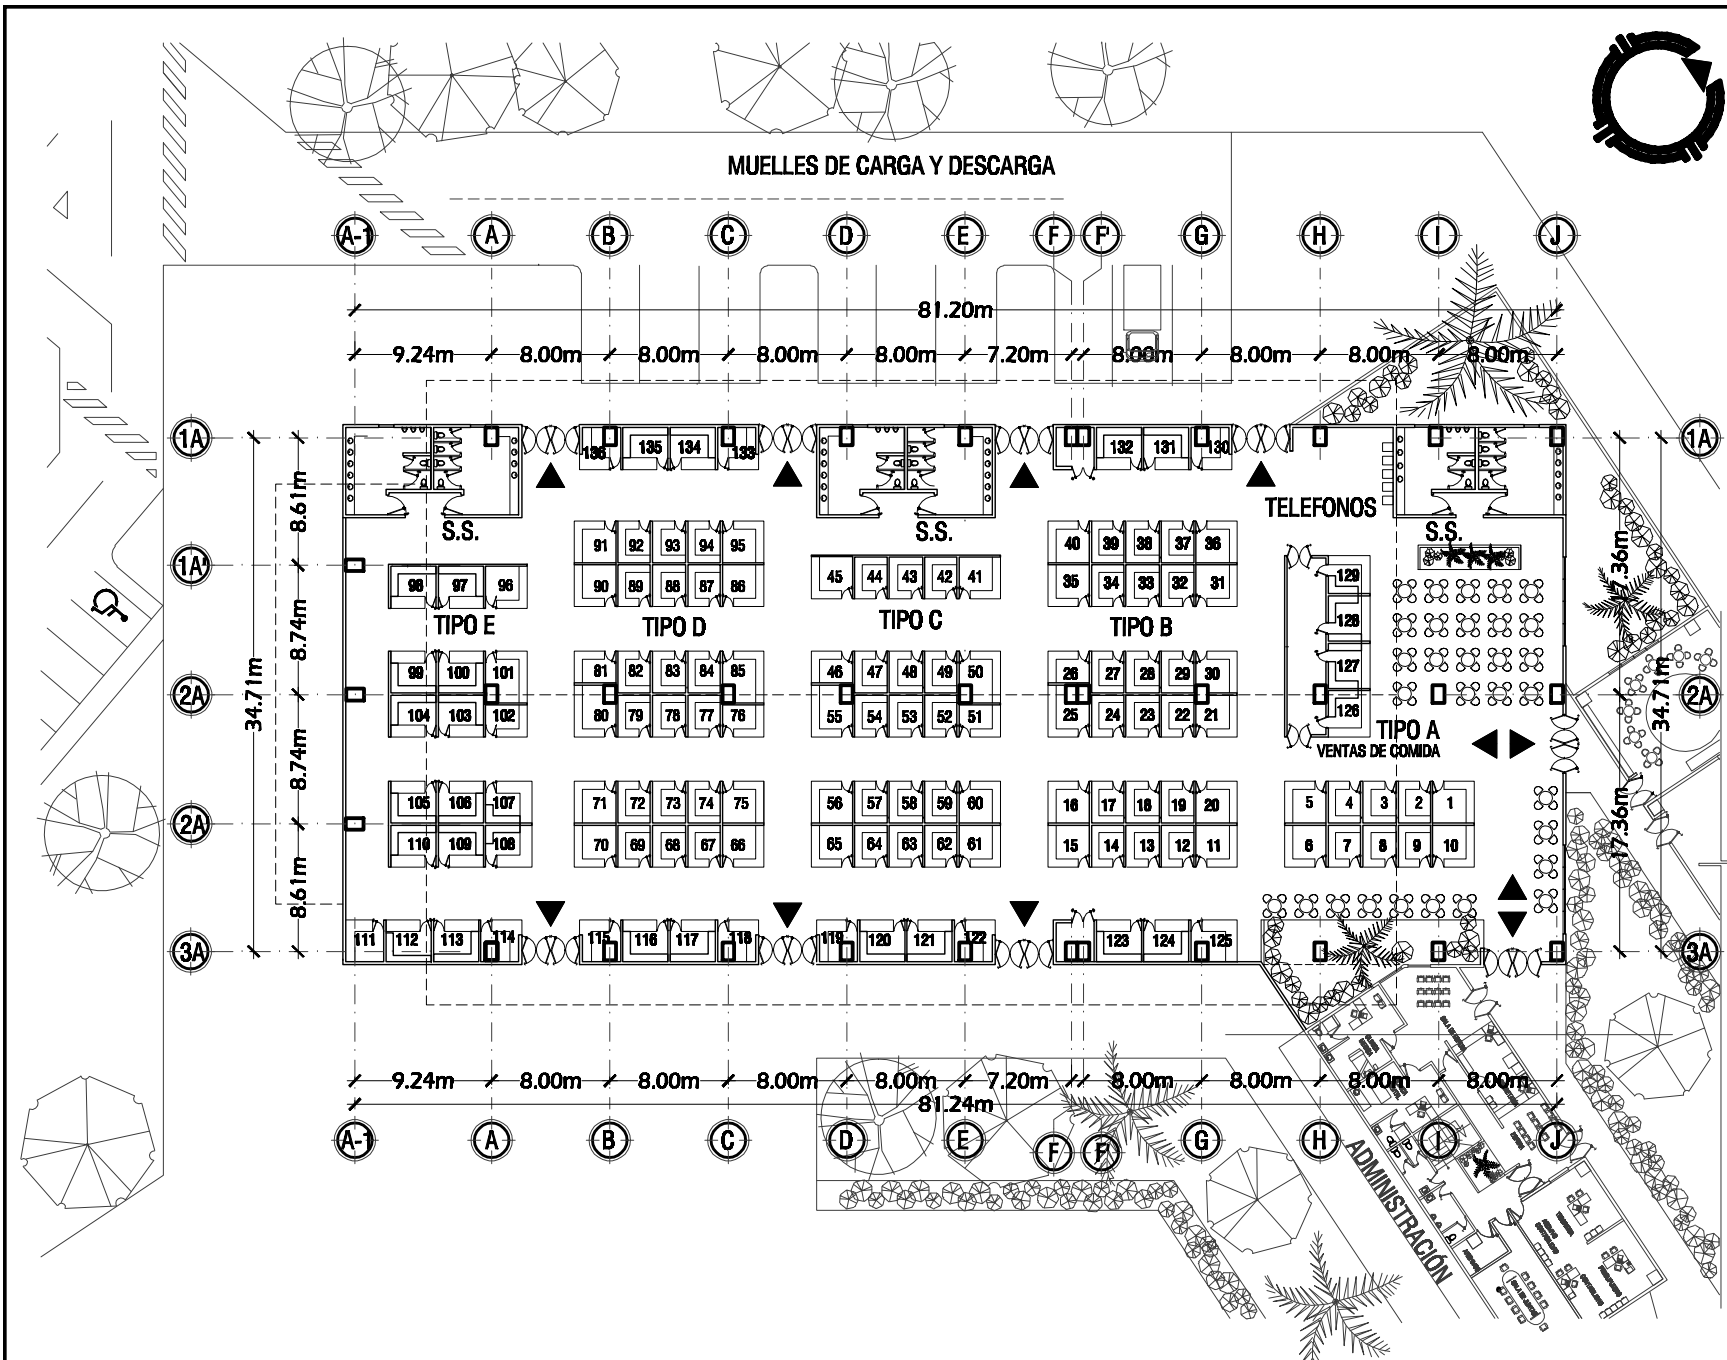 MUELLES DE CARGA Y DESCARGA
A-1 A B C D E F F' G H I J
81.20m
9.24m 8.00m 8.00m 8.00m 8.00m 7.20m 8.00m 8.00m 8.00m 8.00m
1A 1A
136 135 134 133 132 131 130
8.61m
TELEFONOS
S.S. S.S. S.S.
91 92 93 94 95 40 39 38 37 36
1A'
17.36m
98 97 96 90 89 88 87 86 45 44 43 42 41 35 34 33 32 31 129
TIPO E TIPO D TIPO C TIPO B
128
8.74m
34.71m 34.71m
99 100 101 81 82 83 84 85 46 47 48 49 50 26 27 28 29 30 127
2A 2A
104 103 102 80 79 78 77 76 55 54 53 52 51 25 24 23 22 21 126
TIPO A
VENTAS DE COMIDA
8.74m
105 106 107 71 72 73 74 75 56 57 58 59 60 16 17 18 19 20 5 4 3 2 1
2A
17.36m
110 109 108 70 69 68 67 66 65 64 63 62 61 15 14 13 12 11 6 7 8 9 10
8.61m
111 112 113 114 115 116 117 118 119 120 121 122 123 124 125
3A 3A
9.24m 8.00m 8.00m 8.00m 8.00m 7.20m 8.00m 8.00m 8.00m 8.00m
81.24m
A-1 A B C D E F F' G H I J
ADMINISTRACIÓN